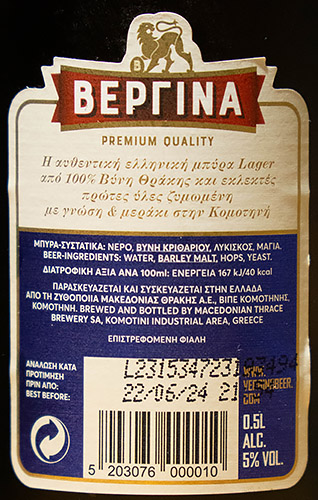 B
ΒΕΡΓΙΝΑ
PREMIUM QUALITY
Η αυθεντική ελληνική μπύρα Lager
από 100% Βύνη Θράκης και εκλεκτές
πρώτες ύλες ζυμωμένη
με γνώση & μεράκι στην Κομοτηνή
ΜΠΥΡΑ-ΣΥΣΤΑΤΙΚΑ: ΝΕΡΟ, ΒΥΝΗ ΚΡΙΘΑΡΙΟΥ, ΛΥΚΙΣΚΟΣ, ΜΑΓΙΑ.
BEER-INGREDIENTS: WATER, BARLEY MALT, HOPS, YEAST.
ΔΙΑΤΡΟΦΙΚΗ ΑΞΙΑ ΑΝΑ 100ml: ΕΝΕΡΓΕΙΑ 167 kJ/40 kcal
ΠΑΡΑΣΚΕΥΑΖΕΤΑΙ ΚΑΙ ΣΥΣΚΕΥΑΖΕΤΑΙ ΣΤΗΝ ΕΛΛΑΔΑ
ΑΠΟ ΤΗ ΖΥΘΟΠΟΙΙΑ ΜΑΚΕΔΟΝΙΑΣ ΘΡΑΚΗΣ Α.Ε., ΒΙΠΕ ΚΟΜΟΤΗΝΗΣ,
ΚΟΜΟΤΗΝΗ. BREWED AND BOTTLED BY MACEDONIAN THRACE
BREWERY SA, KOMOTINI INDUSTRIAL AREA, GREECE
ΕΠΙΣΤΡΕΦΟΜΕΝΗ ΦΙΑΛΗ
ΑΝΑΛΩΣΗ ΚΑΤΑ
ΠΡΟΤΙΜΗΣΗ
ΠΡΙΝ ΑΠΟ:
BEST BEFORE:
22/06/24
0.5L
ALC.
5% VOL.
5 203076 000010